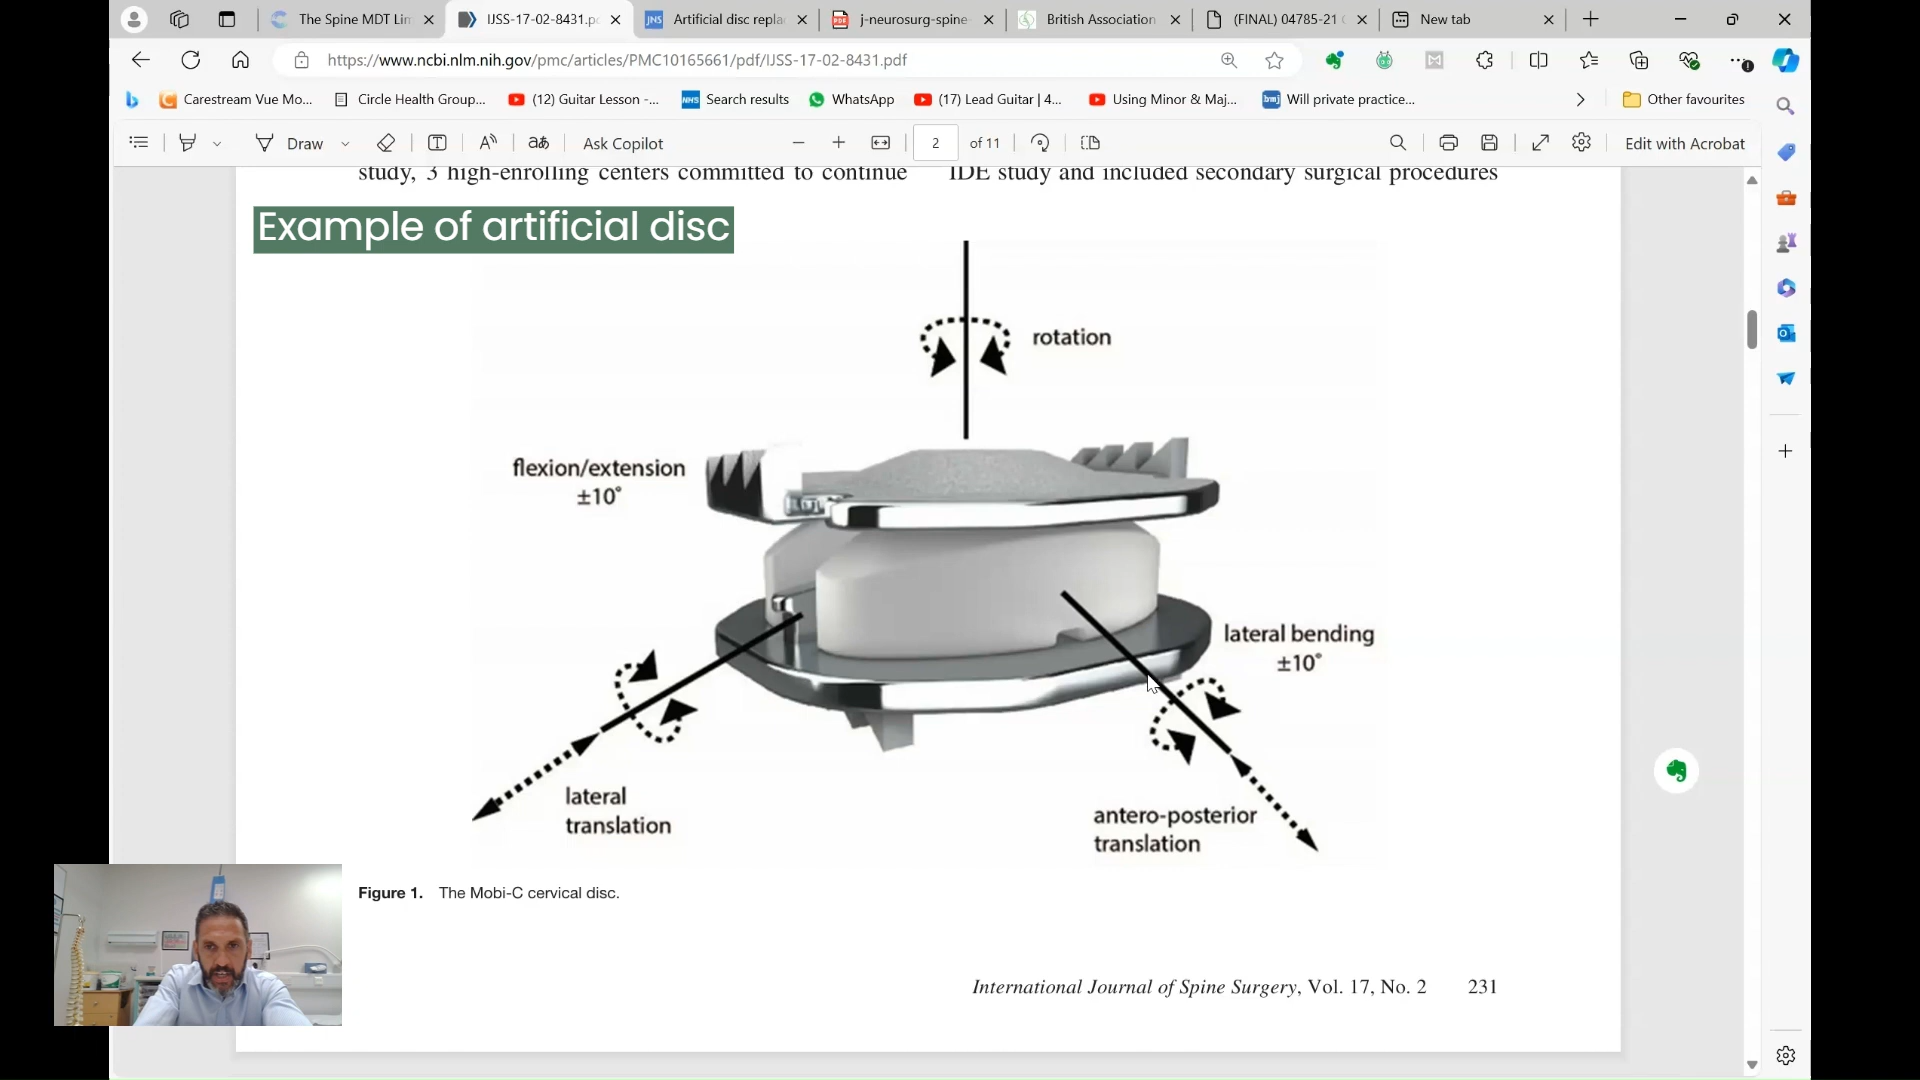 The Spine MDT Lim
IJSS-17-02-8431.p
Artificial disc repla
j-neurosurg-spine-
British Association
(FINAL) 04785-21
New tab
https://www.ncbi.nlm.nih.gov/pmc/articles/PMC10165661/pdf/IJSS-17-02-8431.pdf
Carestream Vue Mo...
Circle Health Group...
(12) Guitar Lesson -...
Search results
WhatsApp
(17) Lead Guitar | 4...
Using Minor & Maj...
Will private practice...
Other favourites
Draw
Ask Copilot
2
of 11
Edit with Acrobat
study, 3 high-enrolling centers committed to continue
IDE study and included secondary surgical procedures
Example of artificial disc
rotation
flexion/extension
±10°
lateral bending
±10°
lateral
translation
antero-posterior
translation
Figure 1. The Mobi-C cervical disc.
International Journal of Spine Surgery, Vol. 17, No. 2 231